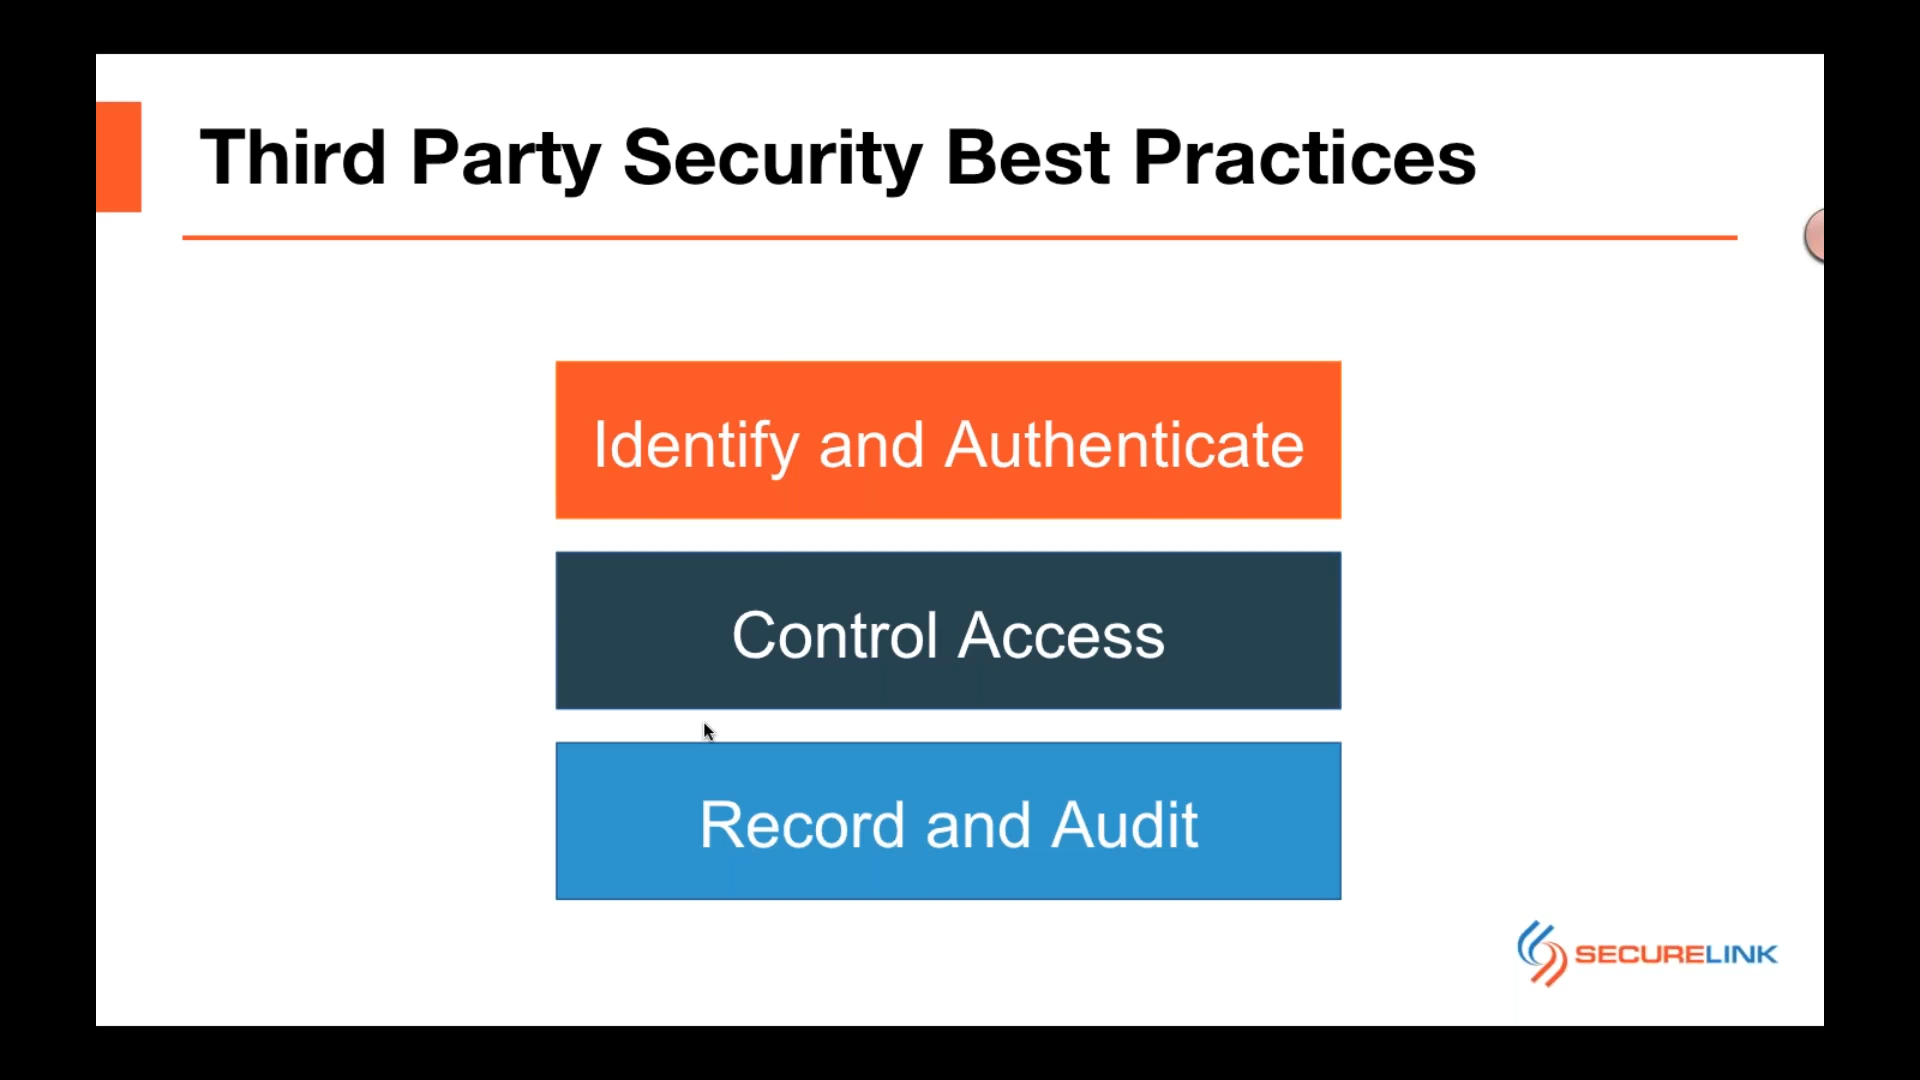 Third Party Security Best Practices
Identify and Authenticate
Control Access
Record and Audit
SECURELINK